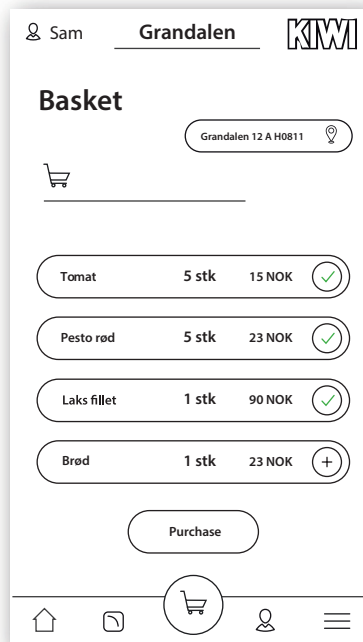 Sam Grandalen KIWI
Basket
Grandalen 12 A H0811
Tomat 5 stk 15 NOK
Pesto rød 5 stk 23 NOK
Laks fillet 1 stk 90 NOK
Brød 1 stk 23 NOK
Purchase